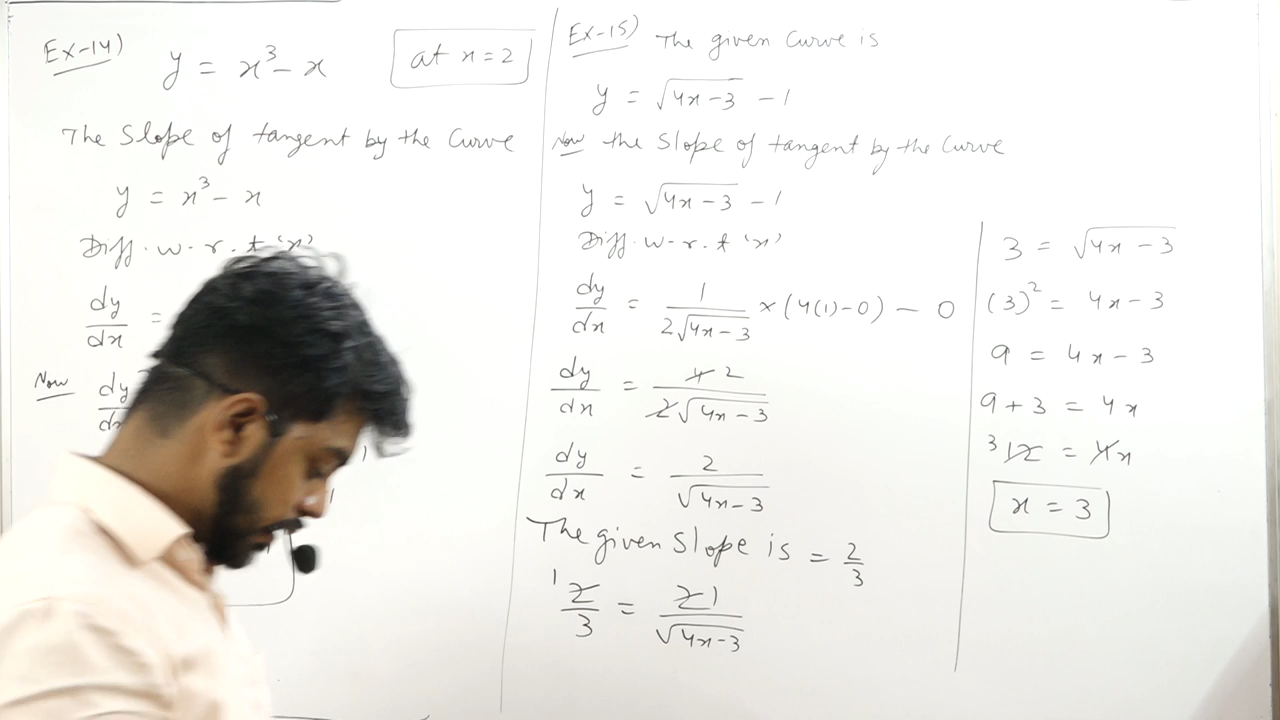 Ex-14) y = x³ - x at x = 2
The Slope of tangent by the Curve
y = x³ - x
Diff. w-r. t 'x'
dy/dx =
Now dy/dx
Ex-15) The given Curve is
y = √(4x-3) - 1
Now the Slope of tangent by the Curve
y = √(4x-3) - 1
Diff. w-r. t 'x'
dy/dx = 1/(2√(4x-3)) × (4(1)-0) - 0
dy/dx = 4 2/(2√(4x-3))
dy/dx = 2/√(4x-3)
The given Slope is = 2/3
1 2/3 = 2 1/√(4x-3)
3 = √(4x-3)
(3)² = 4x-3
9 = 4x-3
9+3 = 4x
3 12 = 4x
x = 3